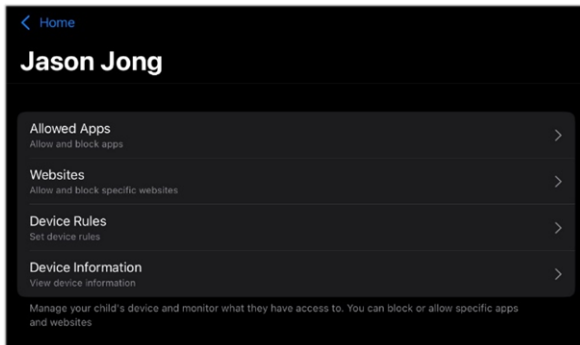 Home
Jason Jong
Allowed Apps
Allow and block apps
Websites
Allow and block specific websites
Device Rules
Set device rules
Device Information
View device information
Manage your child's device and monitor what they have access to. You can block or allow specific apps
and websites